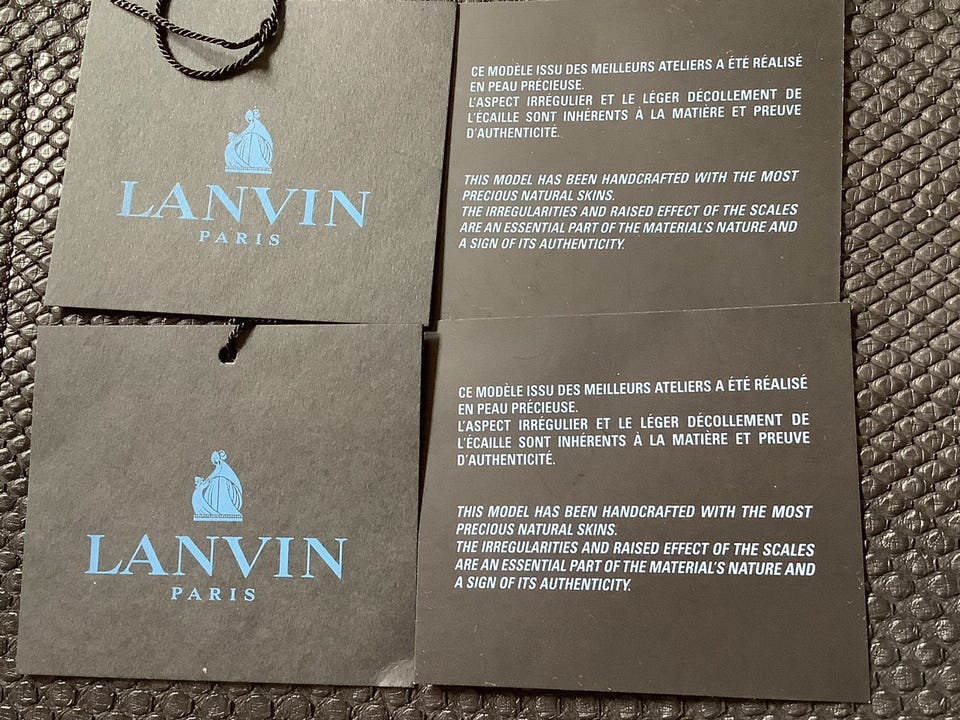 LANVIN
PARIS
CE MODÈLE ISSU DES MEILLEURS ATELIERS A ÉTÉ RÉALISÉ
EN PEAU PRÉCIEUSE.
L'ASPECT IRRÉGULIER ET LE LÉGER DÉCOLLEMENT DE
L'ÉCAILLE SONT INHÉRENTS À LA MATIÈRE ET PREUVE
D'AUTHENTICITÉ.
THIS MODEL HAS BEEN HANDCRAFTED WITH THE MOST
PRECIOUS NATURAL SKINS.
THE IRREGULARITIES AND RAISED EFFECT OF THE SCALES
ARE AN ESSENTIAL PART OF THE MATERIAL'S NATURE AND
A SIGN OF ITS AUTHENTICITY.
LANVIN
PARIS
CE MODÈLE ISSU DES MEILLEURS ATELIERS A ÉTÉ RÉALISÉ
EN PEAU PRÉCIEUSE.
L'ASPECT IRRÉGULIER ET LE LÉGER DÉCOLLEMENT DE
L'ÉCAILLE SONT INHÉRENTS À LA MATIÈRE ET PREUVE
D'AUTHENTICITÉ.
THIS MODEL HAS BEEN HANDCRAFTED WITH THE MOST
PRECIOUS NATURAL SKINS.
THE IRREGULARITIES AND RAISED EFFECT OF THE SCALES
ARE AN ESSENTIAL PART OF THE MATERIAL'S NATURE AND
A SIGN OF ITS AUTHENTICITY.